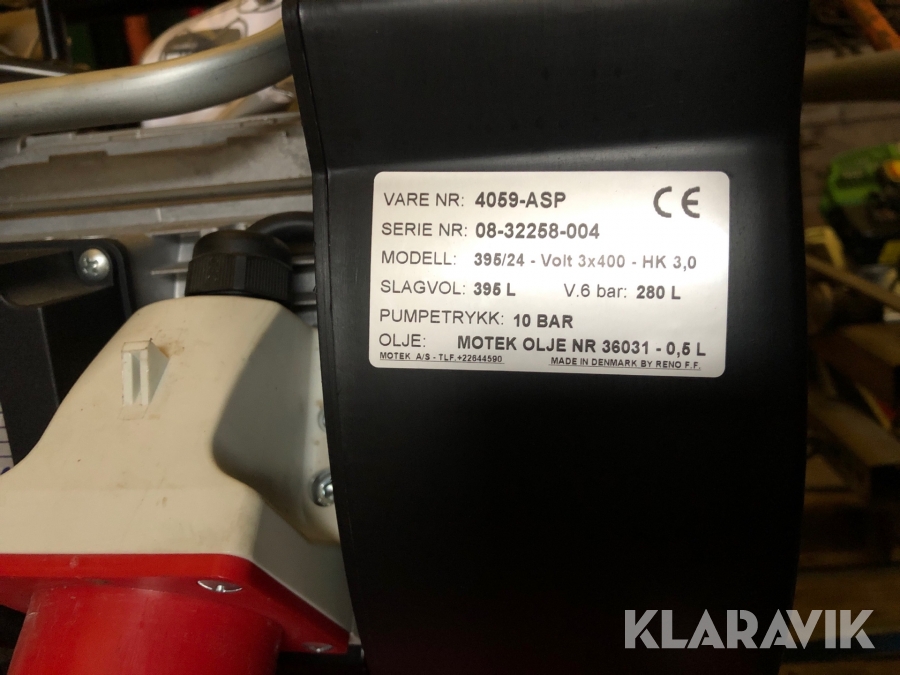 VARE NR: 4059-ASP CE
SERIE NR: 08-32258-004
MODELL: 395/24 - Volt 3x400 - HK 3,0
SLAGVOL: 395 L V.6 bar: 280 L
PUMPETRYKK: 10 BAR
OLJE: MOTEK OLJE NR 36031 - 0,5 L
MOTEK A/S - TLF.+22644590 MADE IN DENMARK BY RENO F.F.
KLARAVIK